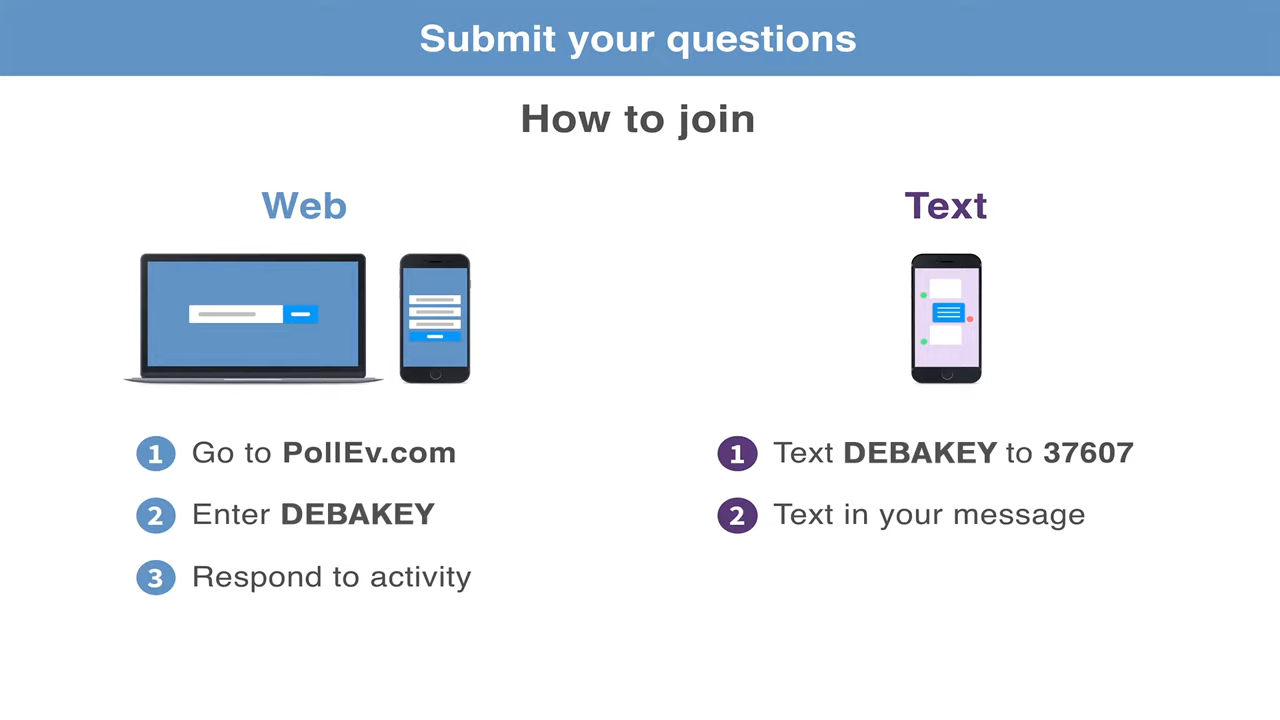 Submit your questions
How to join
Web
1 Go to PollEv.com
2 Enter DEBAKEY
3 Respond to activity
Text
1 Text DEBAKEY to 37607
2 Text in your message